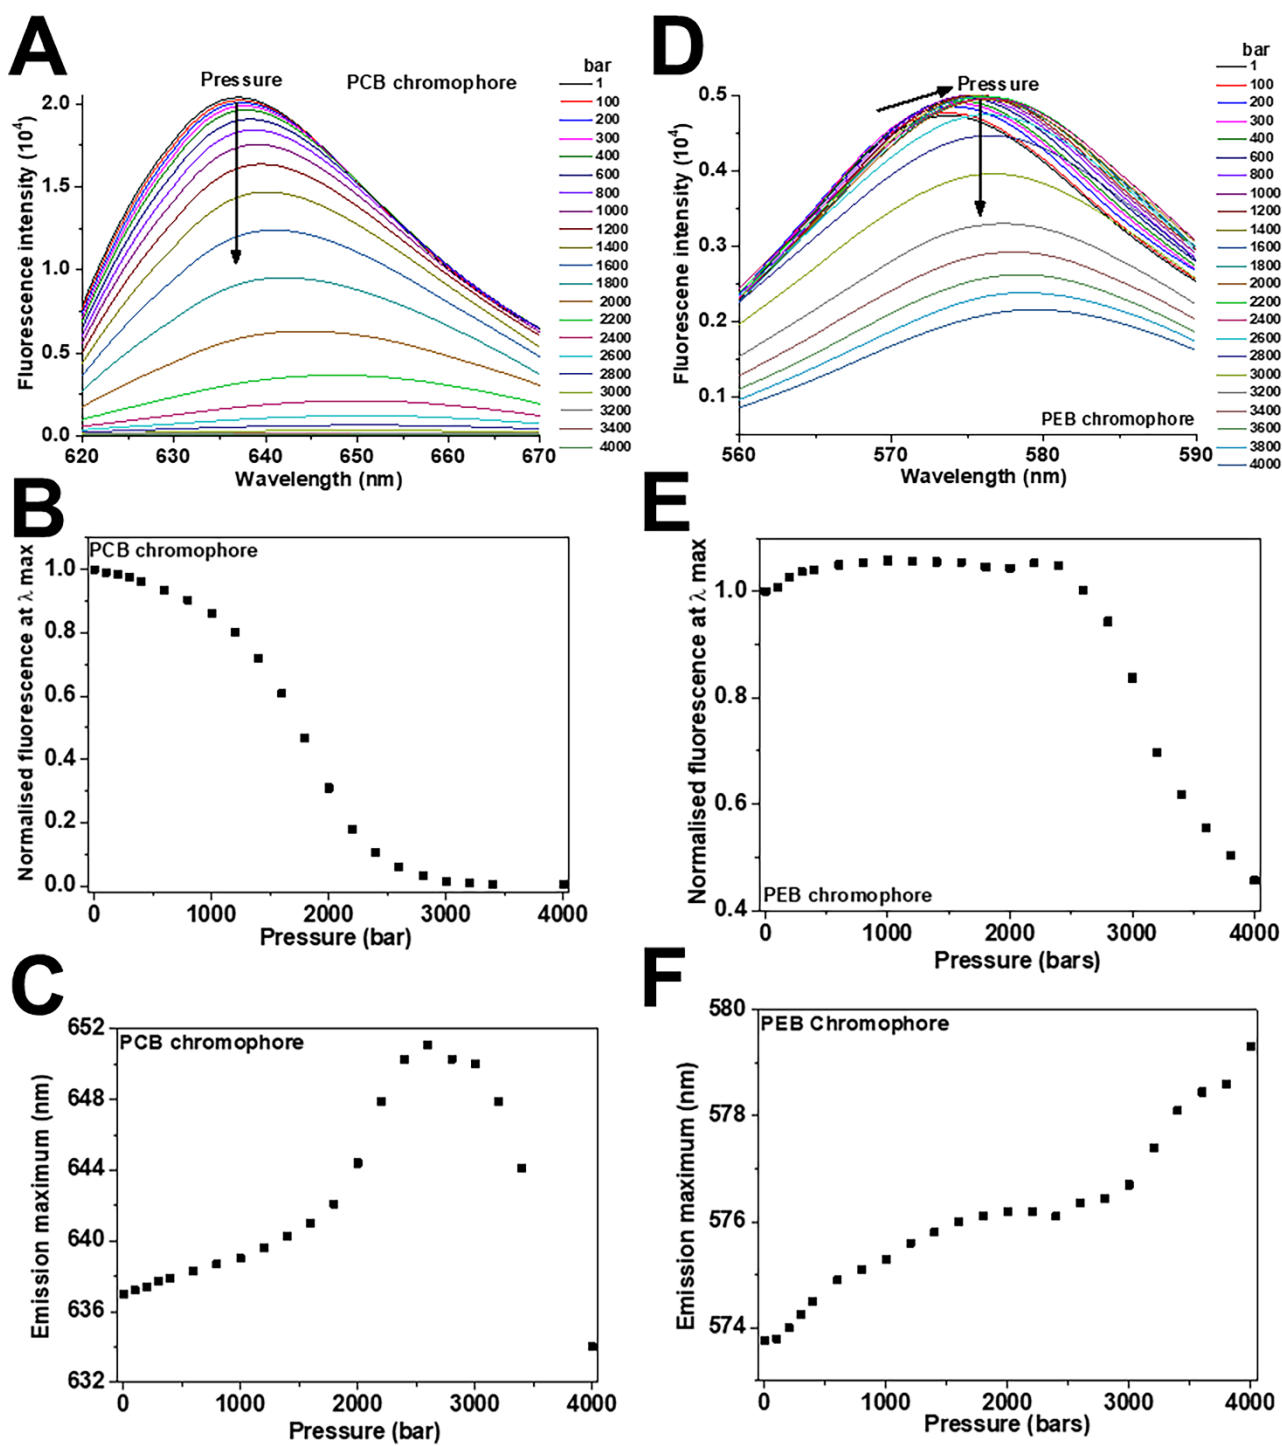 A
Pressure
PCB chromophore
bar
1
100
200
300
400
600
800
1000
1200
1400
1600
1800
2000
2200
2400
2600
2800
3000
3200
3400
4000
2.0
1.5
1.0
0.5
0.0
Fluorescence intensity (10⁴)
620 630 640 650 660 670
Wavelength (nm)
D
Pressure
bar
1
100
200
300
400
600
800
1000
1200
1400
1600
1800
2000
2200
2400
2600
2800
3000
3200
3400
3600
3800
4000
0.5
0.4
0.3
0.2
0.1
Fluorescene intensity (10⁴)
PEB chromophore
560 570 580 590
Wavelength (nm)
B
PCB chromophore
1.0
0.8
0.6
0.4
0.2
0.0
Normalised fluorescence at λ max
0 1000 2000 3000 4000
Pressure (bar)
E
1.0
0.8
0.6
0.4
Normalised fluorescence at λ max
PEB chromophore
0 1000 2000 3000 4000
Pressure (bars)
C
PCB chromophore
652
648
644
640
636
632
Emission maximum (nm)
0 1000 2000 3000 4000
Pressure (bar)
F
PEB Chromophore
580
578
576
574
Emission maximum (nm)
0 1000 2000 3000 4000
Pressure (bars)